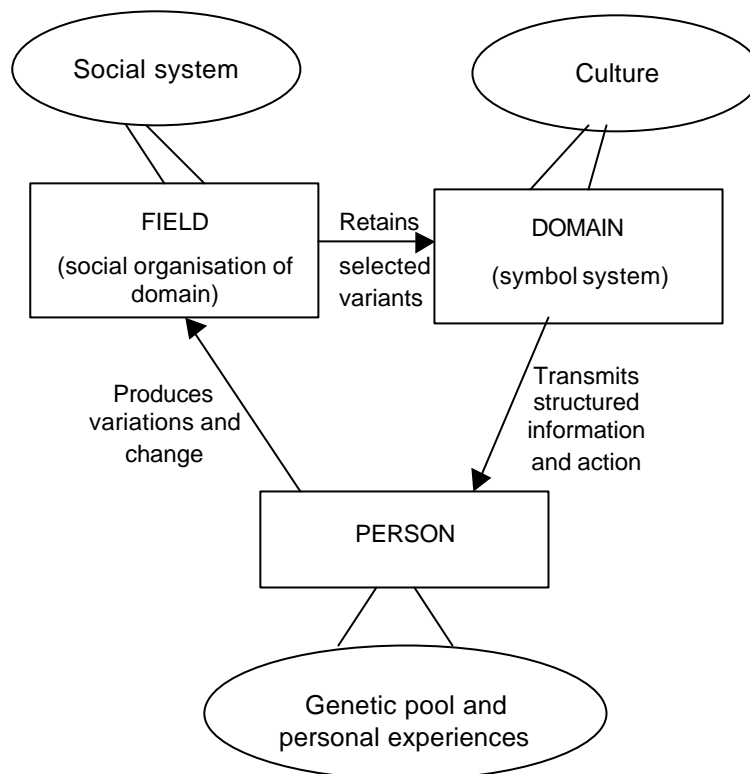 Social system
Culture
FIELD
(social organisation of
domain)
Retains
selected
variants
DOMAIN
(symbol system)
Produces
variations and
change
Transmits
structured
information
and action
PERSON
Genetic pool and
personal experiences